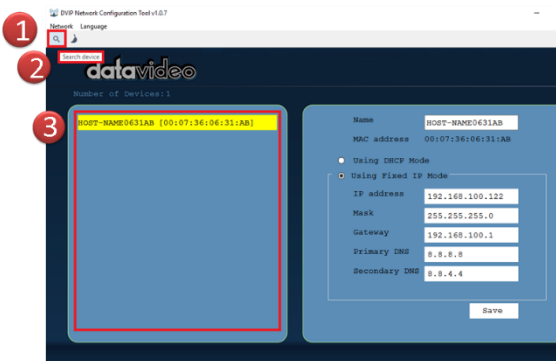 DVIP Network Configuration Tool v1.0.7
Network Language
1
Search device
2
datavideo
Number of Devices:1
3
HOST-NAME0631AB [00:07:36:06:31:AB]
Name HOST-NAME0631AB
MAC address 00:07:36:06:31:AB
Using DHCP Mode
Using Fixed IP Mode
IP address 192.168.100.122
Mask 255.255.255.0
Gateway 192.168.100.1
Primary DNS 8.8.8.8
Secondary DNS 8.8.4.4
Save